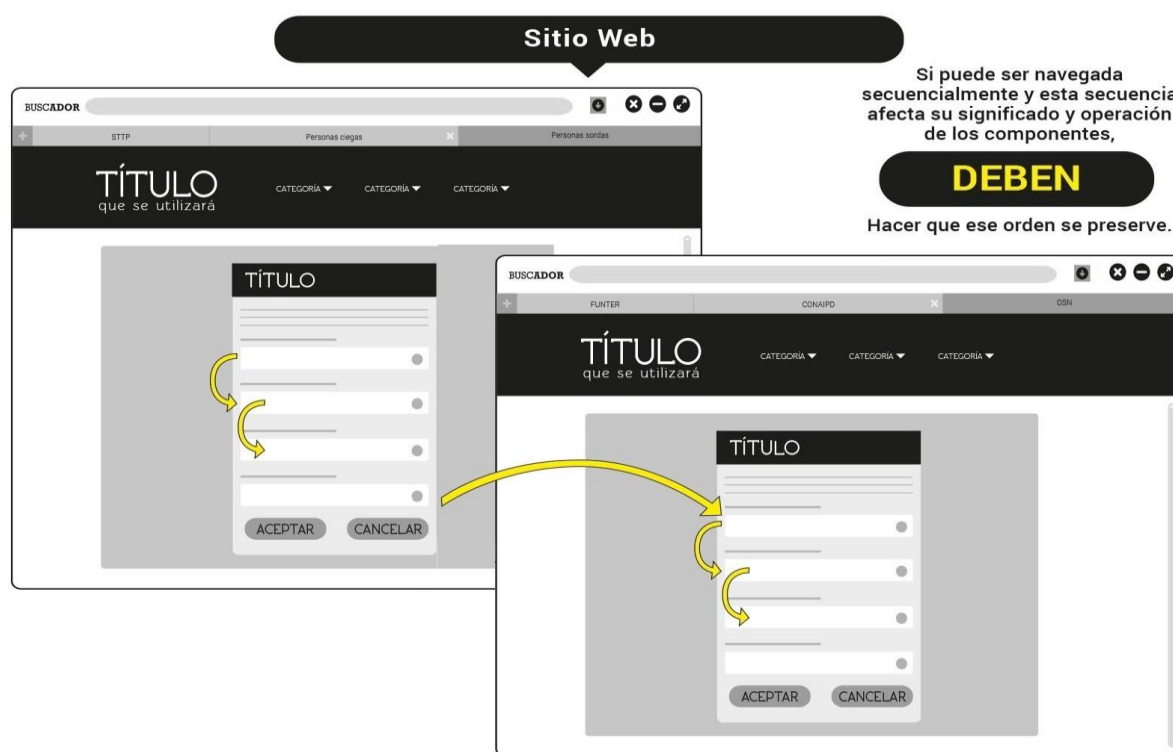 Sitio Web
Si puede ser navegada
secuencialmente y esta secuencia
afecta su significado y operación
de los componentes,
DEBEN
Hacer que ese orden se preserve.
BUSCADOR
+ STTP Personas ciegas × Personas sordas
TÍTULO
que se utilizará
CATEGORÍA CATEGORÍA CATEGORÍA
TÍTULO
ACEPTAR CANCELAR
BUSCADOR
+ FUNTER CONAIPD × OSN
TÍTULO
que se utilizará
CATEGORÍA CATEGORÍA CATEGORÍA
TÍTULO
ACEPTAR CANCELAR